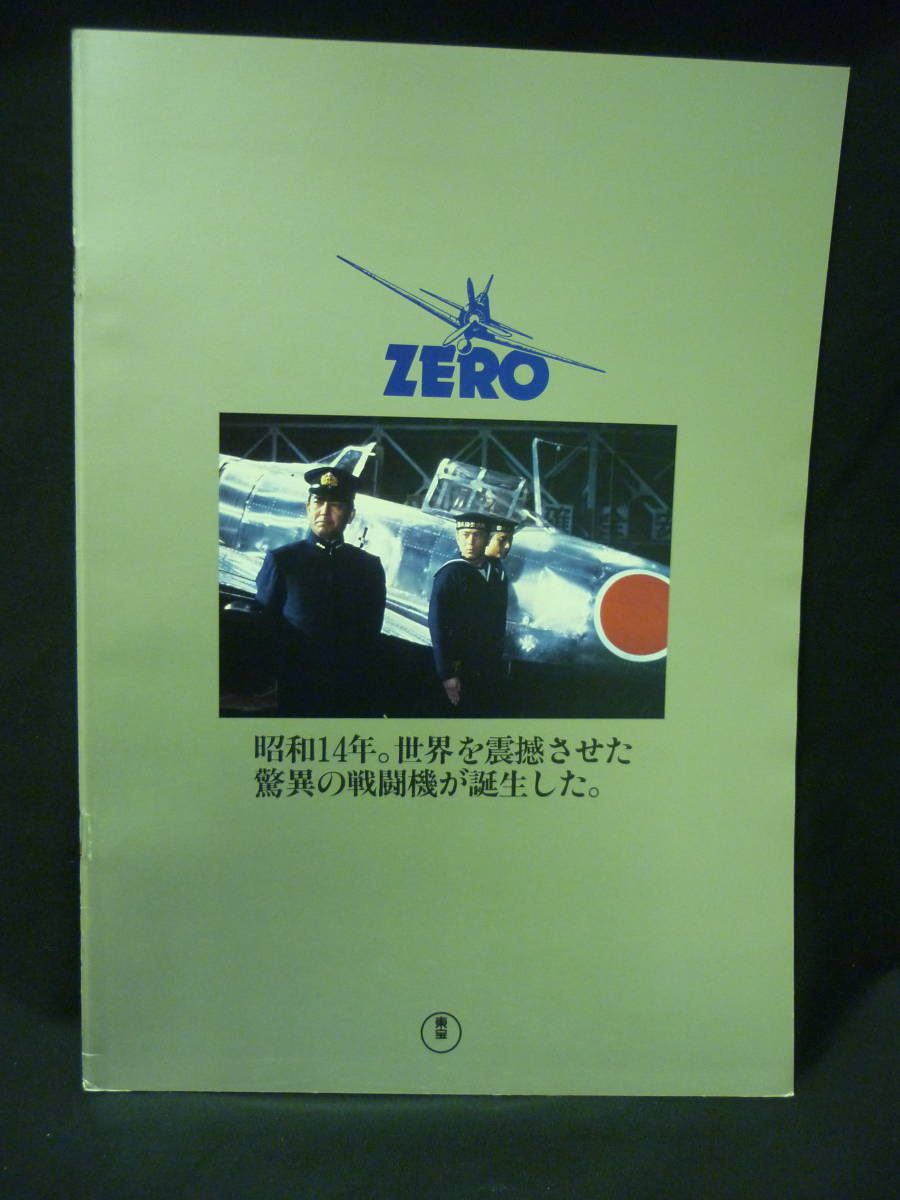 ZERO
昭和14年。世界を震撼させた
驚異の戦闘機が誕生した。
東宝